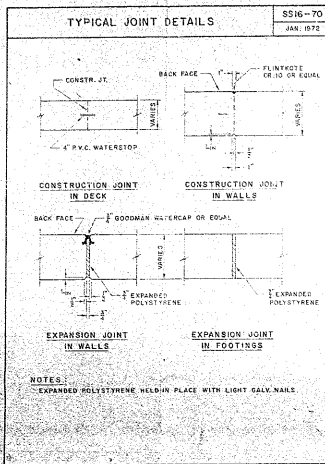 TYPICAL JOINT DETAILS
SS16-70
JAN. 1972
CONSTR. JT.
VARIES
4" P.V.C. WATERSTOP
CONSTRUCTION JOINT
IN DECK
BACK FACE
1"
FLINTKOTE
OR EQUAL
VARIES
CONSTRUCTION JOINT
IN WALLS
BACK FACE
GOODMAN WATERCAP OR EQUAL
VARIES
EXPANDED
POLYSTYRENE
EXPANSION JOINT
IN WALLS
EXPANDED
POLYSTYRENE
EXPANSION JOINT
IN FOOTINGS
NOTES:
EXPANDED POLYSTYRENE HELD IN PLACE WITH LIGHT GALV. NAILS.